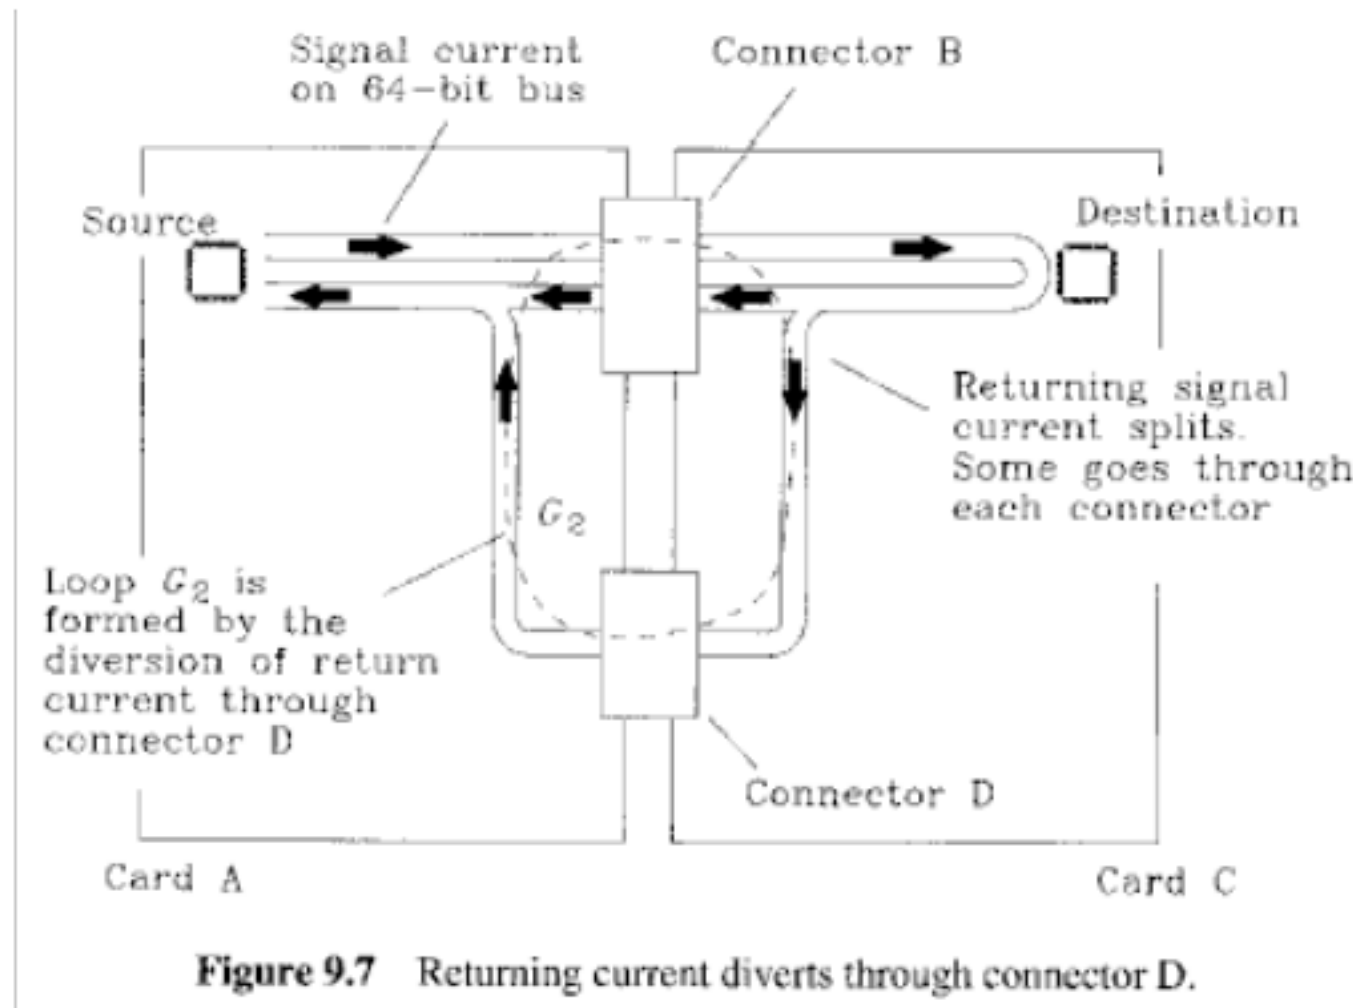 Signal current
on 64-bit bus
Connector B
Source
Destination
Returning signal
current splits.
Some goes through
each connector
G₂
Loop G₂ is
formed by the
diversion of return
current through
connector D
Connector D
Card A
Card C
Figure 9.7 Returning current diverts through connector D.